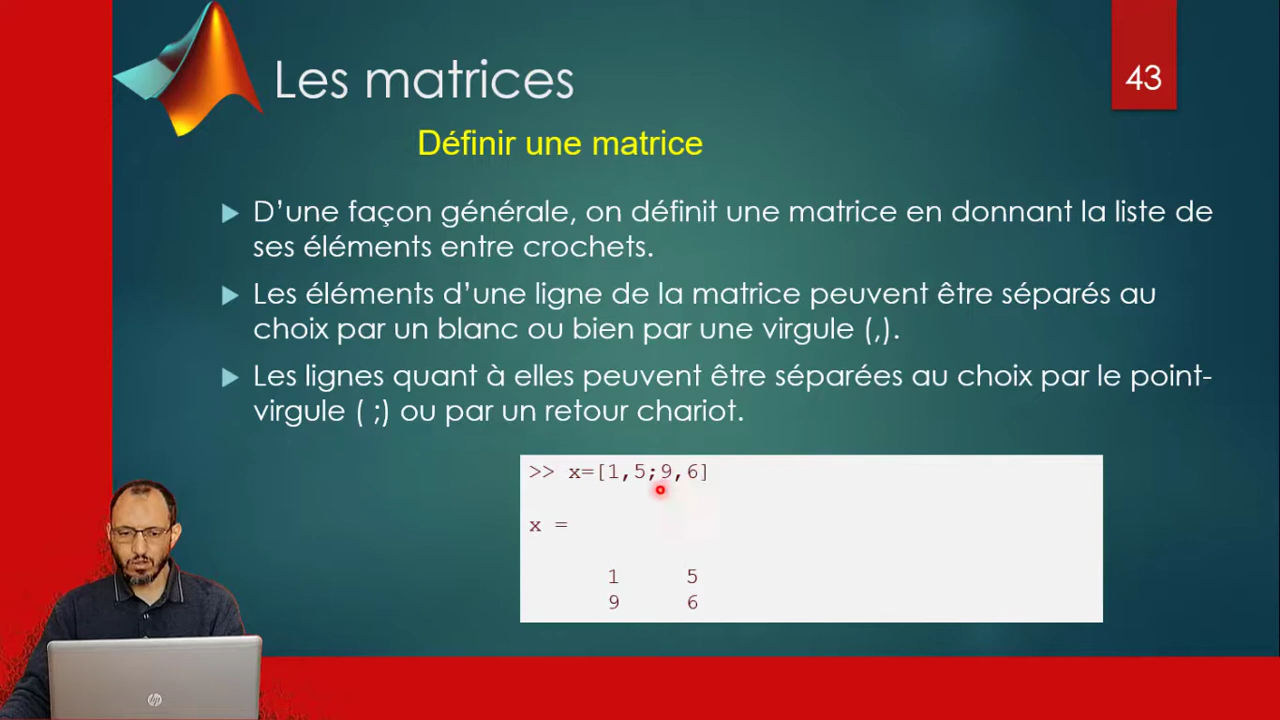 Les matrices
43
Définir une matrice
D’une façon générale, on définit une matrice en donnant la liste de
ses éléments entre crochets.
Les éléments d’une ligne de la matrice peuvent être séparés au
choix par un blanc ou bien par une virgule (,).
Les lignes quant à elles peuvent être séparées au choix par le point-
virgule ( ;) ou par un retour chariot.
>> x=[1,5;9,6]
x =
1 5
9 6
hp